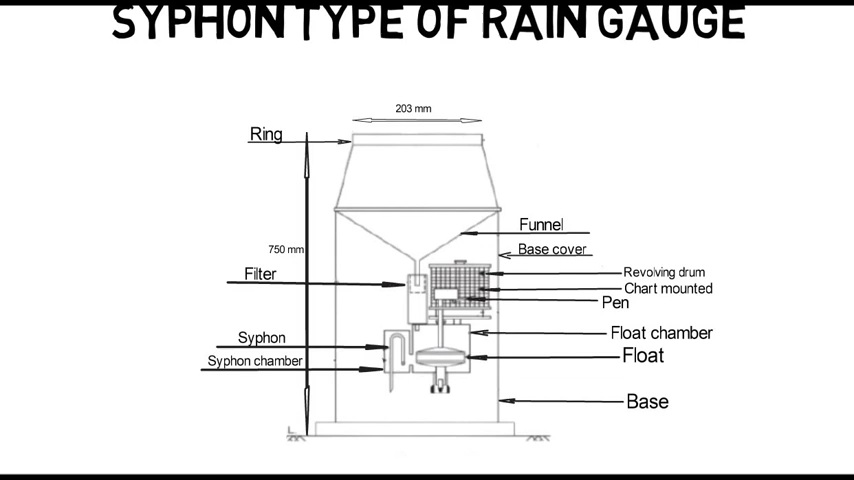 SYPHON TYPE OF RAIN GAUGE
203 mm
Ring
Funnel
750 mm
Base cover
Filter
Revolving drum
Chart mounted
Pen
Syphon
Float chamber
Syphon chamber
Float
Base